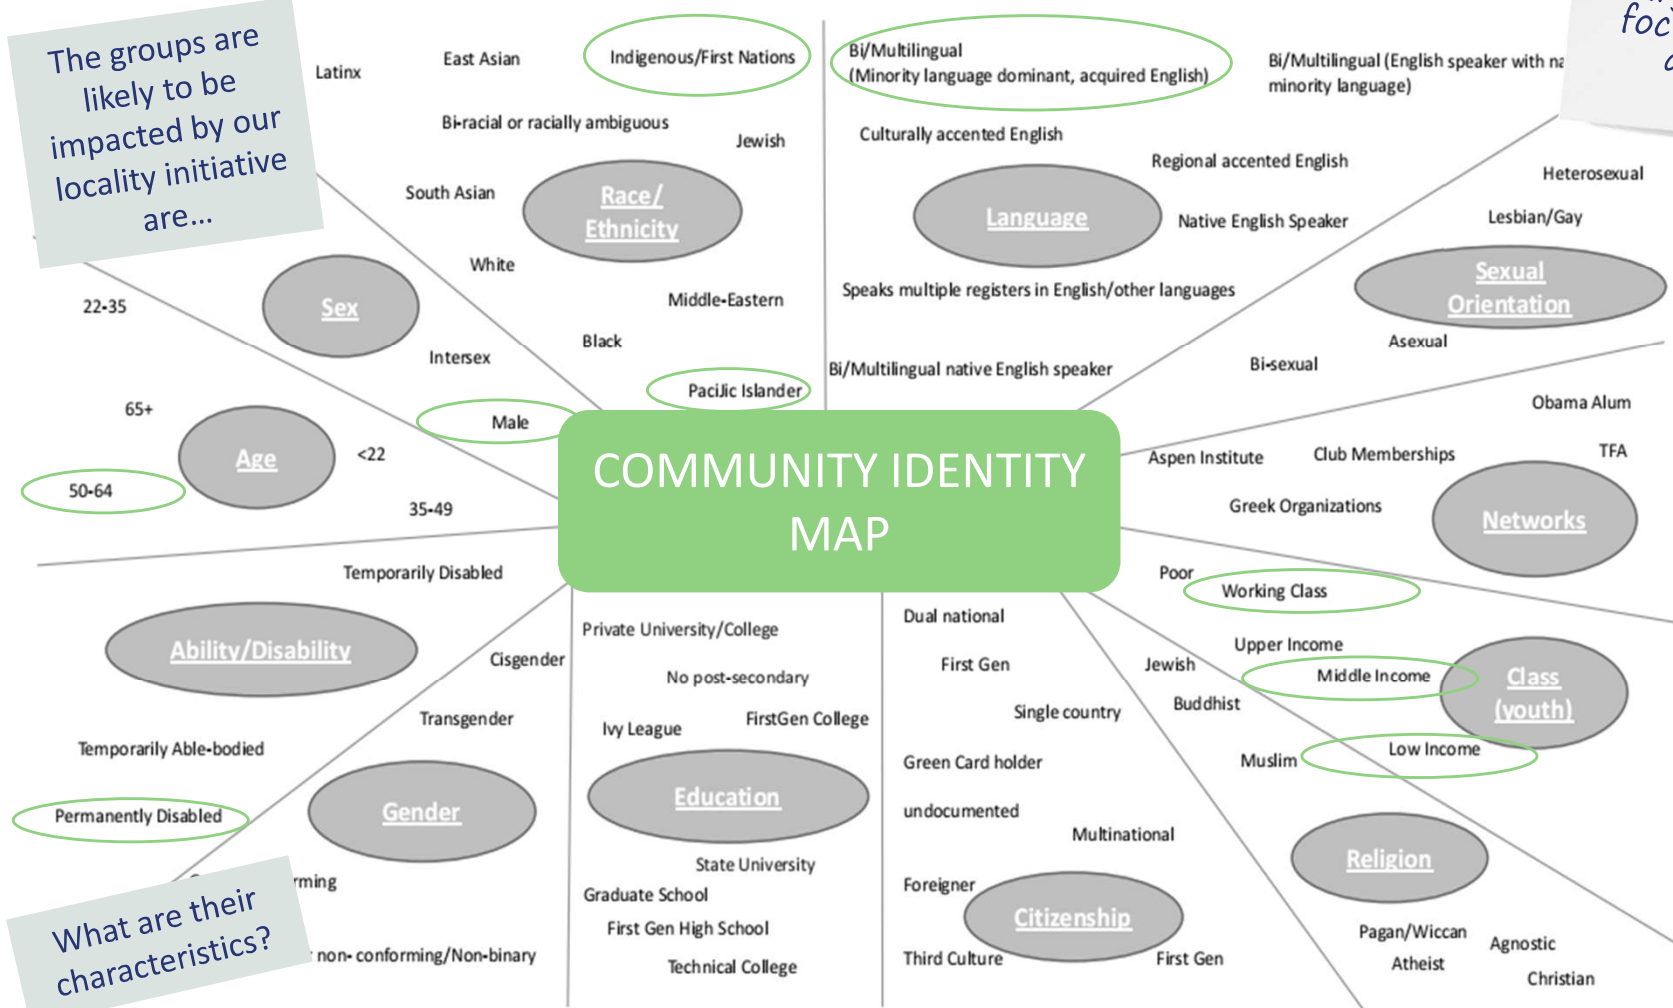 The groups are
likely to be
impacted by our
locality initiative
are...
Latinx
East Asian
Indigenous/First Nations
Bi-racial or racially ambiguous
Jewish
South Asian
Race/
Ethnicity
White
Middle-Eastern
Black
Pacific Islander
Bi/Multilingual
(Minority language dominant, acquired English)
Bi/Multilingual (English speaker with
minority language)
Culturally accented English
Regional accented English
Language
Native English Speaker
Speaks multiple registers in English/other languages
Bi/Multilingual native English speaker
Heterosexual
Lesbian/Gay
Sexual
Orientation
Asexual
Bi-sexual
Sex
Intersex
Male
22-35
65+
Age
<22
50-64
35-49
COMMUNITY IDENTITY
MAP
Obama Alum
Aspen Institute
Club Memberships
TFA
Greek Organizations
Networks
Poor
Working Class
Upper Income
Middle Income
Class
(youth)
Low Income
Temporarily Disabled
Ability/Disability
Temporarily Able-bodied
Permanently Disabled
Cisgender
Transgender
Gender
non- conforming/Non-binary
What are their
characteristics?
Private University/College
No post-secondary
Ivy League
FirstGen College
Education
State University
Graduate School
First Gen High School
Technical College
Dual national
First Gen
Single country
Green Card holder
undocumented
Multinational
Foreigner
Citizenship
Third Culture
First Gen
Jewish
Buddhist
Muslim
Religion
Pagan/Wiccan
Agnostic
Atheist
Christian